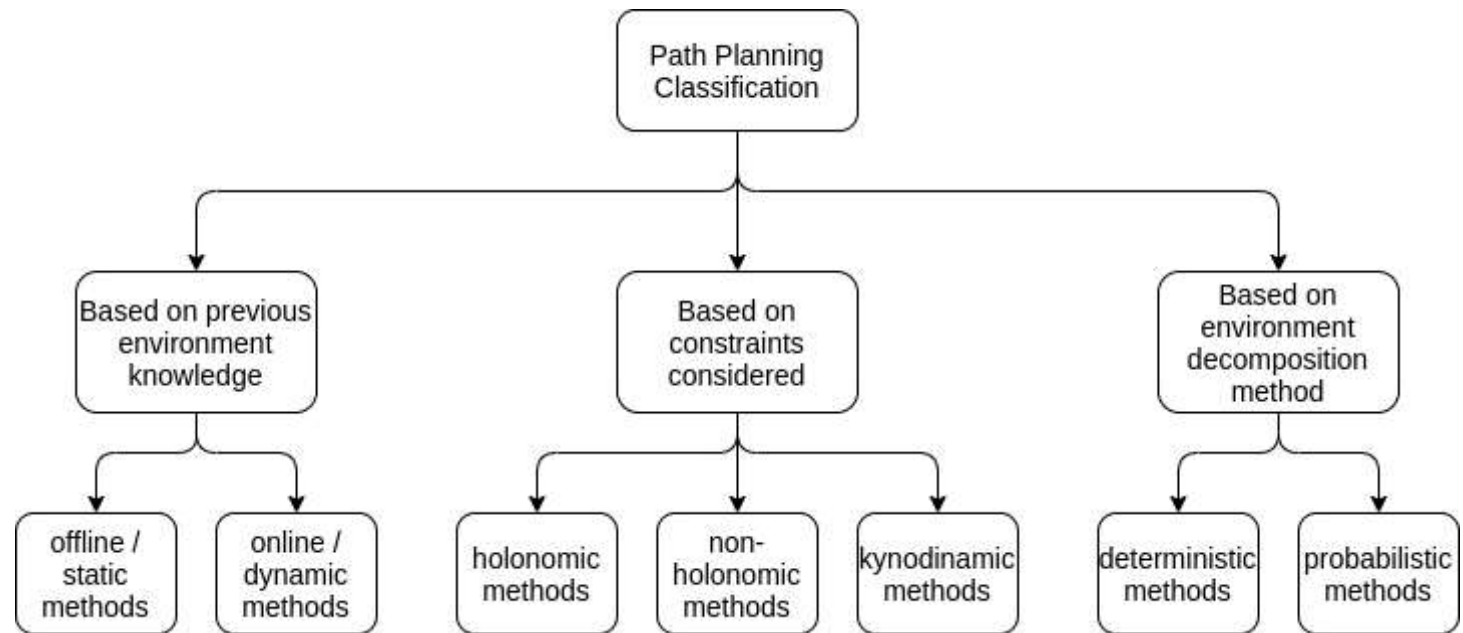 Path Planning
Classification
Based on previous
environment
knowledge
Based on
constraints
considered
Based on
environment
decomposition
method
offline /
static
methods
online /
dynamic
methods
holonomic
methods
non-
holonomic
methods
kynodinamic
methods
deterministic
methods
probabilistic
methods